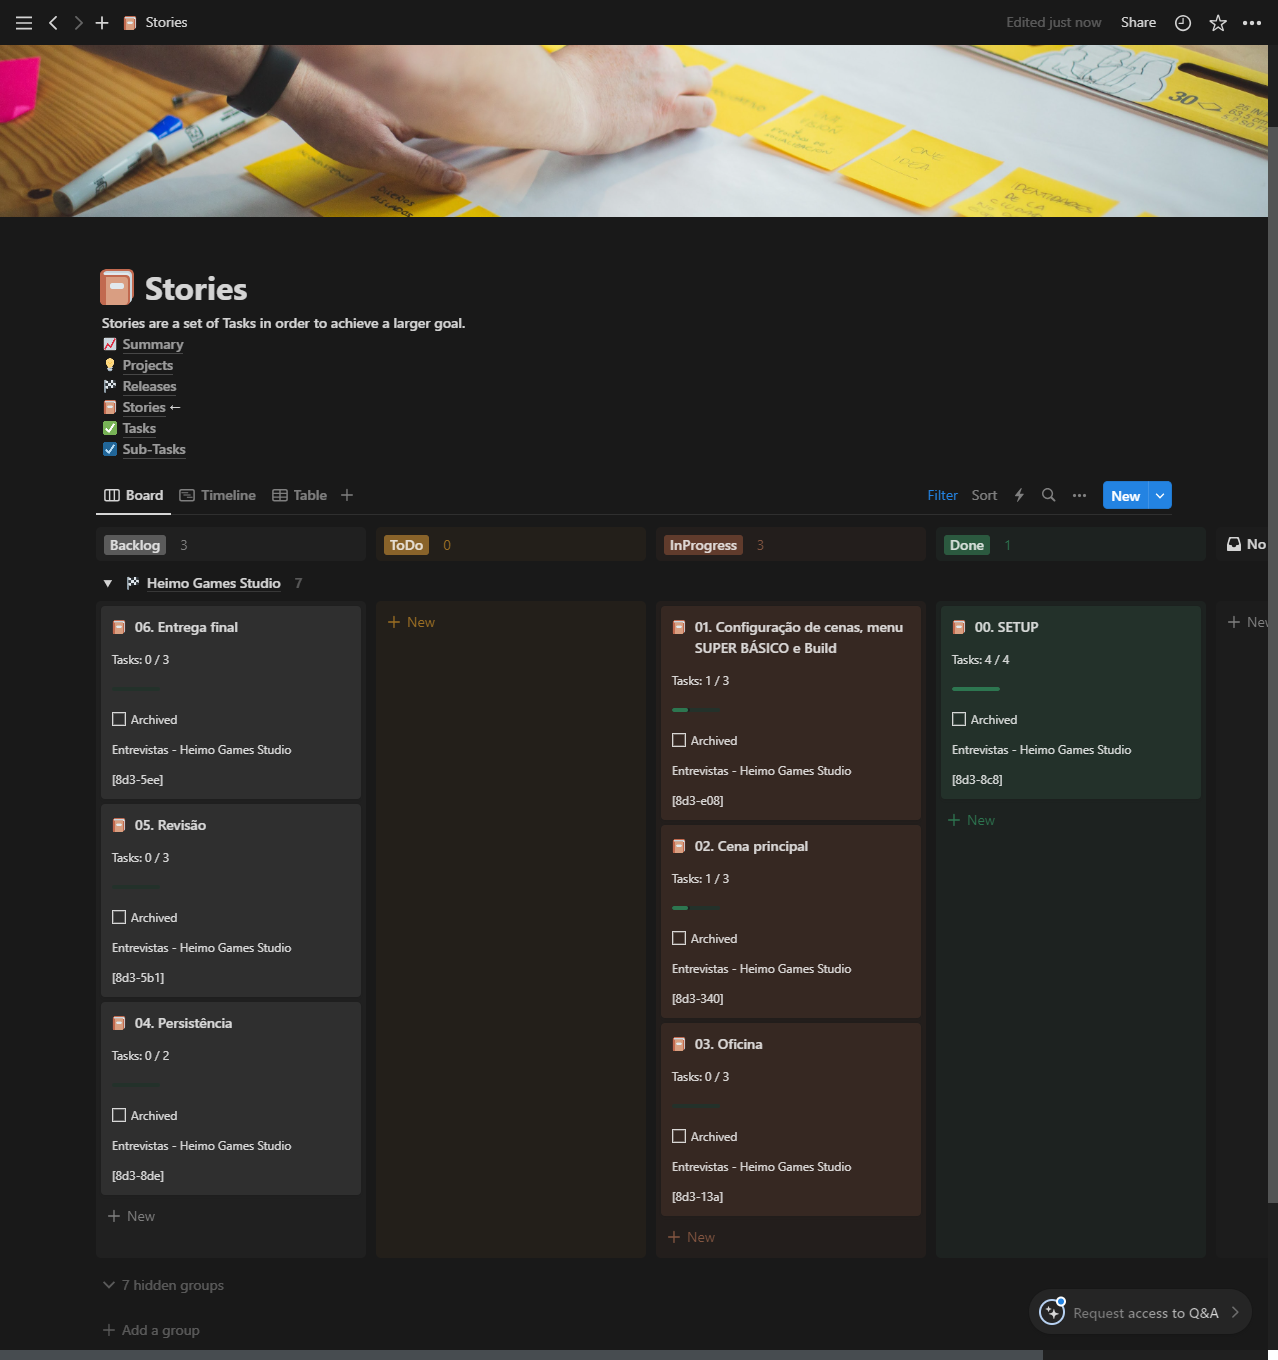 Stories
Edited just now
Share
ONE
IDEA
30
IDENTIDADES
DE LA
Stories
Stories are a set of Tasks in order to achieve a larger goal.
Summary
Projects
Releases
Stories ←
Tasks
Sub-Tasks
Board
Timeline
Table
Filter
Sort
New
Backlog 3
ToDo 0
InProgress 3
Done 1
No
Heimo Games Studio 7
06. Entrega final
Tasks: 0 / 3
Archived
Entrevistas - Heimo Games Studio
[8d3-5ee]
05. Revisão
Tasks: 0 / 3
Archived
Entrevistas - Heimo Games Studio
[8d3-5b1]
04. Persistência
Tasks: 0 / 2
Archived
Entrevistas - Heimo Games Studio
[8d3-8de]
+ New
+ New
01. Configuração de cenas, menu
SUPER BÁSICO e Build
Tasks: 1 / 3
Archived
Entrevistas - Heimo Games Studio
[8d3-e08]
02. Cena principal
Tasks: 1 / 3
Archived
Entrevistas - Heimo Games Studio
[8d3-340]
03. Oficina
Tasks: 0 / 3
Archived
Entrevistas - Heimo Games Studio
[8d3-13a]
+ New
00. SETUP
Tasks: 4 / 4
Archived
Entrevistas - Heimo Games Studio
[8d3-8c8]
+ New
+ New
7 hidden groups
+ Add a group
Request access to Q&A